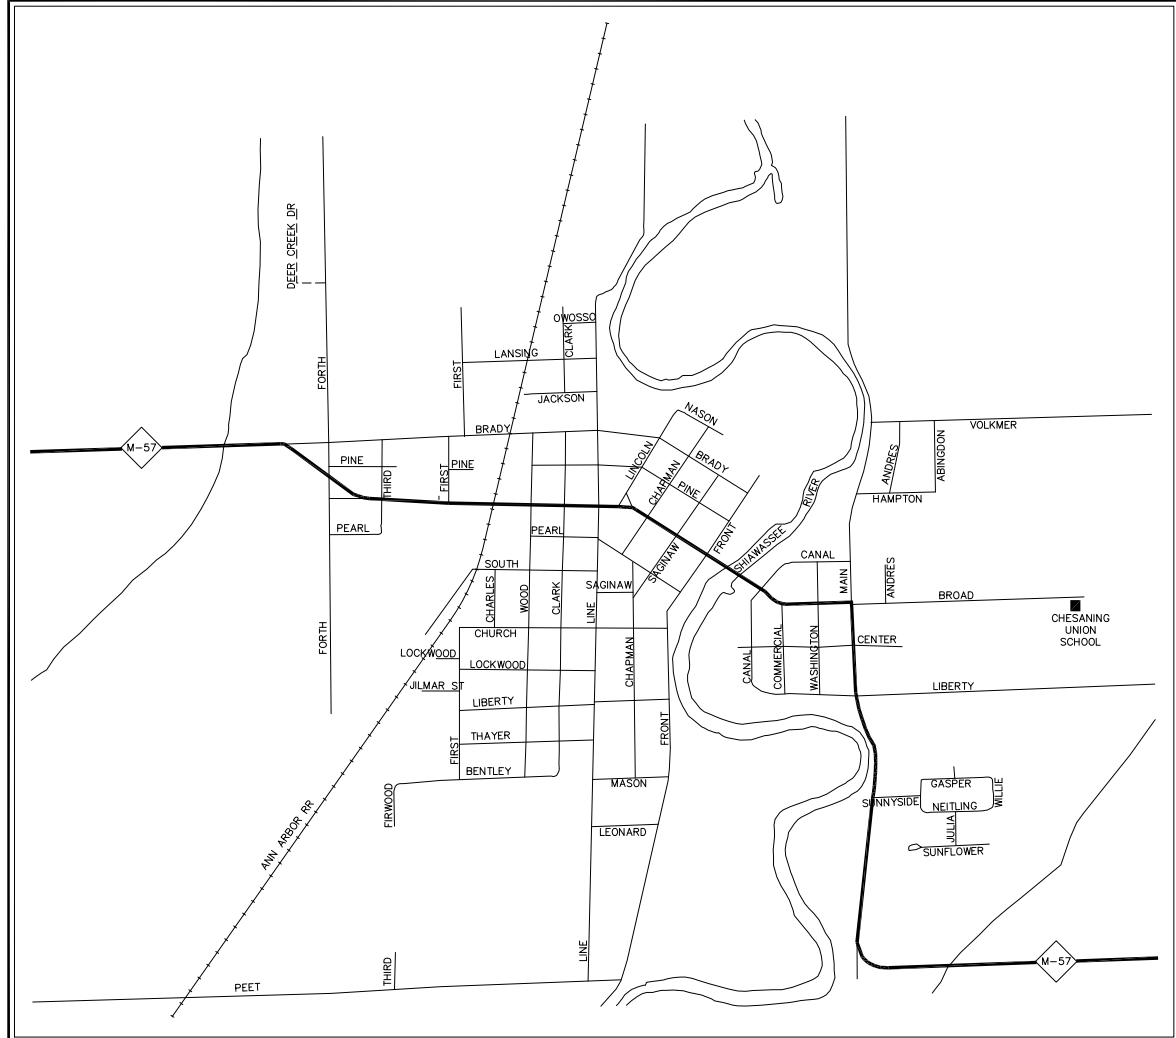 DEER CREEK DR
OWOSSO
CLARK
LANSING
FORTH
FIRST
JACKSON
NASON
BRADY
VOLKMER
M-57
LINCOLN
BRADY
ANDRES
ABINGDON
PINE
THIRD
FIRST
PINE
CHAPMAN
PINE
RIVER
HAMPTON
PEARL
PEARL
FRONT
SHIAWASSEE
SOUTH
SAGINAW
SAGINAW
CANAL
MAIN
ANDRES
CHARLES
WOOD
CLARK
LINE
BROAD
CHESANING
UNION
SCHOOL
FORTH
CHURCH
CENTER
LOCKWOOD
LOCKWOOD
CHAPMAN
CANAL
COMMERCIAL
WASHINGTON
JILMAR ST
LIBERTY
LIBERTY
THAYER
FIRST
FRONT
BENTLEY
MASON
GASPER
WILLIE
FIRWOOD
SUNNYSIDE
NEITLING
ANN ARBOR RR
LEONARD
JULIA
SUNFLOWER
LINE
THIRD
M-57
PEET